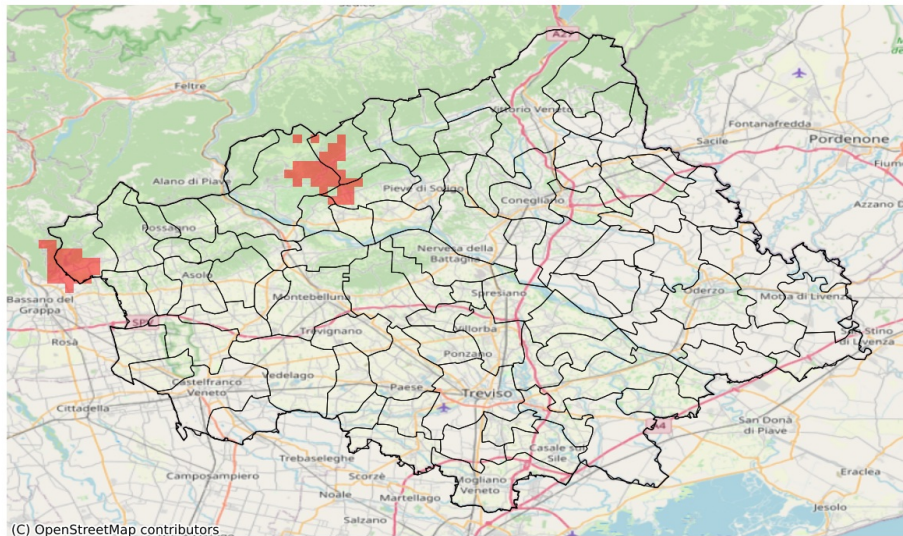 A27
Feltre
Vittorio Veneto
Fontanafredda
Sacile
Pordenone
Fiume
Alano di Piave
Pieve di Soligo
Conegliano
Azzano D
Possagno
Nervesa della
Battaglia
Asolo
Bassano del
Grappa
Montebelluna
Spresiano
Oderzo
Motta di Livenza
Rosà
Trevignano
Villorba
San Stino
di Livenza
Ponzano
Vedelago
Castelfranco
Veneto
Paese
Treviso
Cittadella
San Donà
di Piave
A4
Casale sul
Sile
Trebaseleghe
Camposampiero
Scorzè
Mogliano
Veneto
Eraclea
Noale
Martellago
Jesolo
Salzano
(C) OpenStreetMap contributors